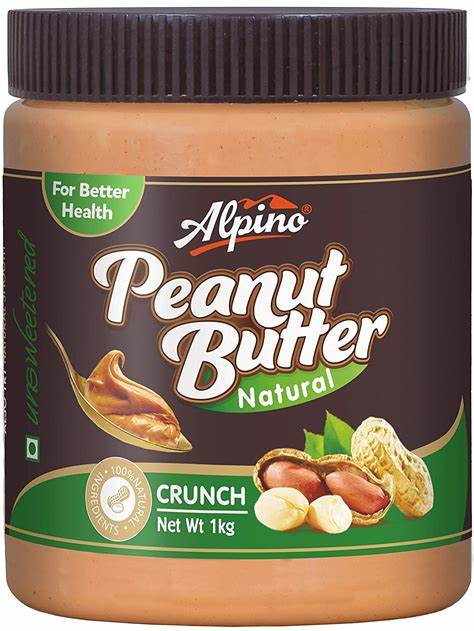 For Better
Health
Alpino®
Peanut
Butter
Natural
unsweetened
100% NATURAL
INGREDIENTS
CRUNCH
Net Wt 1kg